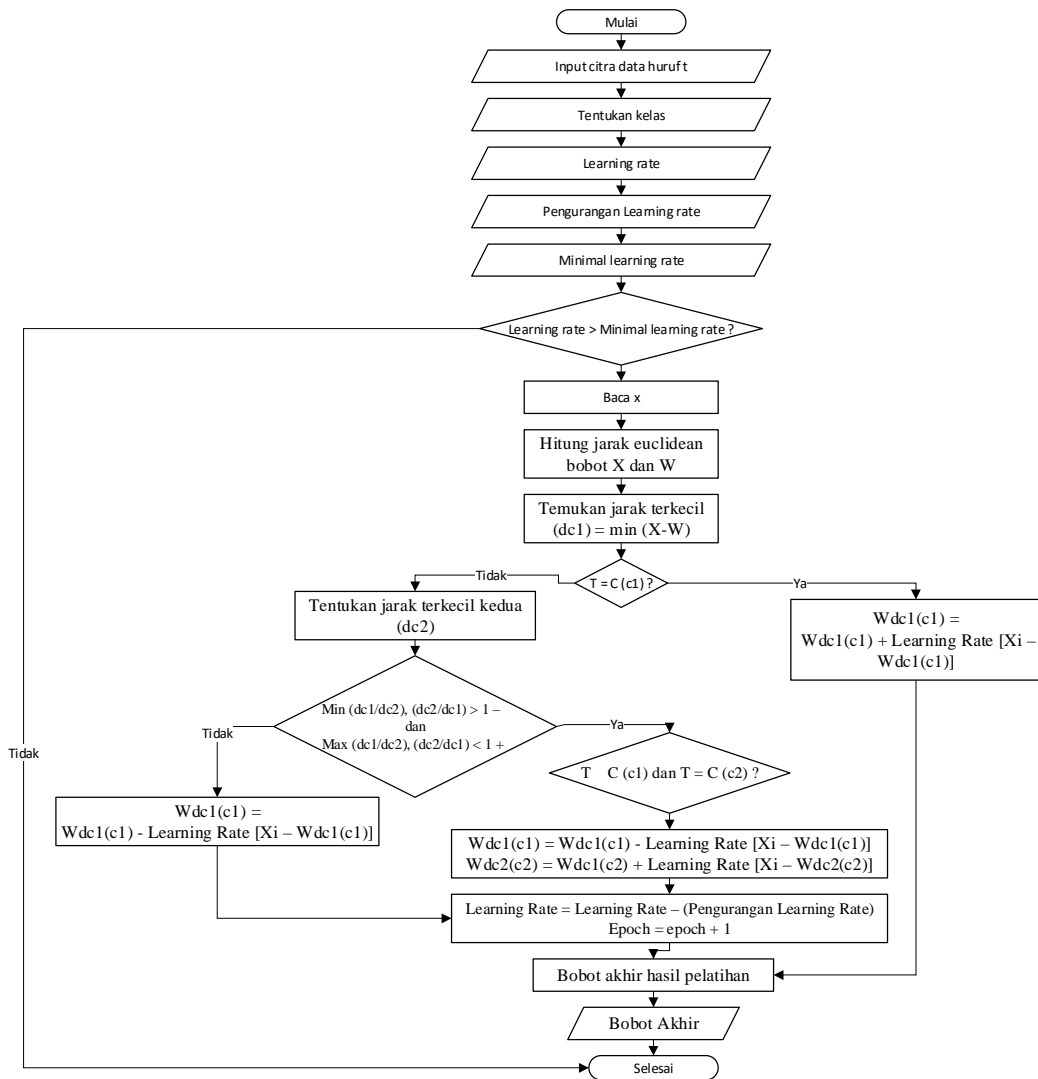 Mulai
Input citra data huruf t
Tentukan kelas
Learning rate
Pengurangan Learning rate
Minimal learning rate
Learning rate > Minimal learning rate ?
Baca x
Hitung jarak euclidean
bobot X dan W
Temukan jarak terkecil
(dc1) = min (X-W)
T = C (c1) ?
Tidak
Ya
Tentukan jarak terkecil kedua
(dc2)
Wdc1(c1) =
Wdc1(c1) + Learning Rate [Xi –
Wdc1(c1)]
Min (dc1/dc2), (dc2/dc1) > 1 –
dan
Max (dc1/dc2), (dc2/dc1) < 1 +
Tidak
Ya
Tidak
T C (c1) dan T = C (c2) ?
Wdc1(c1) =
Wdc1(c1) - Learning Rate [Xi – Wdc1(c1)]
Wdc1(c1) = Wdc1(c1) - Learning Rate [Xi – Wdc1(c1)]
Wdc2(c2) = Wdc1(c2) + Learning Rate [Xi – Wdc2(c2)]
Learning Rate = Learning Rate – (Pengurangan Learning Rate)
Epoch = epoch + 1
Bobot akhir hasil pelatihan
Bobot Akhir
Selesai